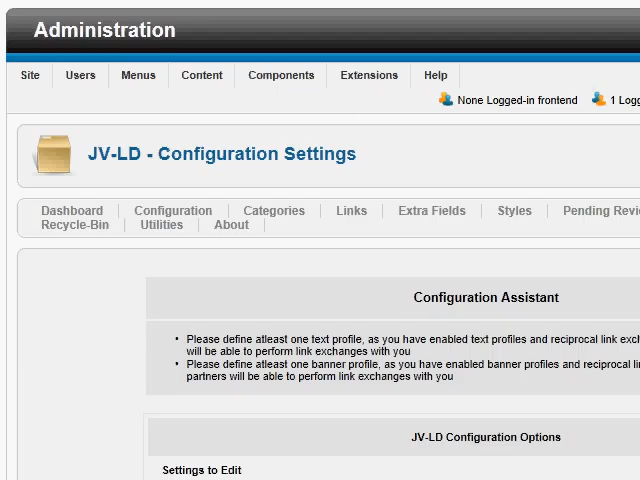 Administration
Site Users Menus Content Components Extensions Help
None Logged-in frontend 1
JV-LD - Configuration Settings
Dashboard Configuration Categories Links Extra Fields Styles Pending
Recycle-Bin Utilities About
Configuration Assistant
• Please define atleast one text profile, as you have enabled text profiles and reciprocal link
will be able to perform link exchanges with you
• Please define atleast one banner profile, as you have enabled banner profiles and reciprocal
partners will be able to perform link exchanges with you
JV-LD Configuration Options
Settings to Edit